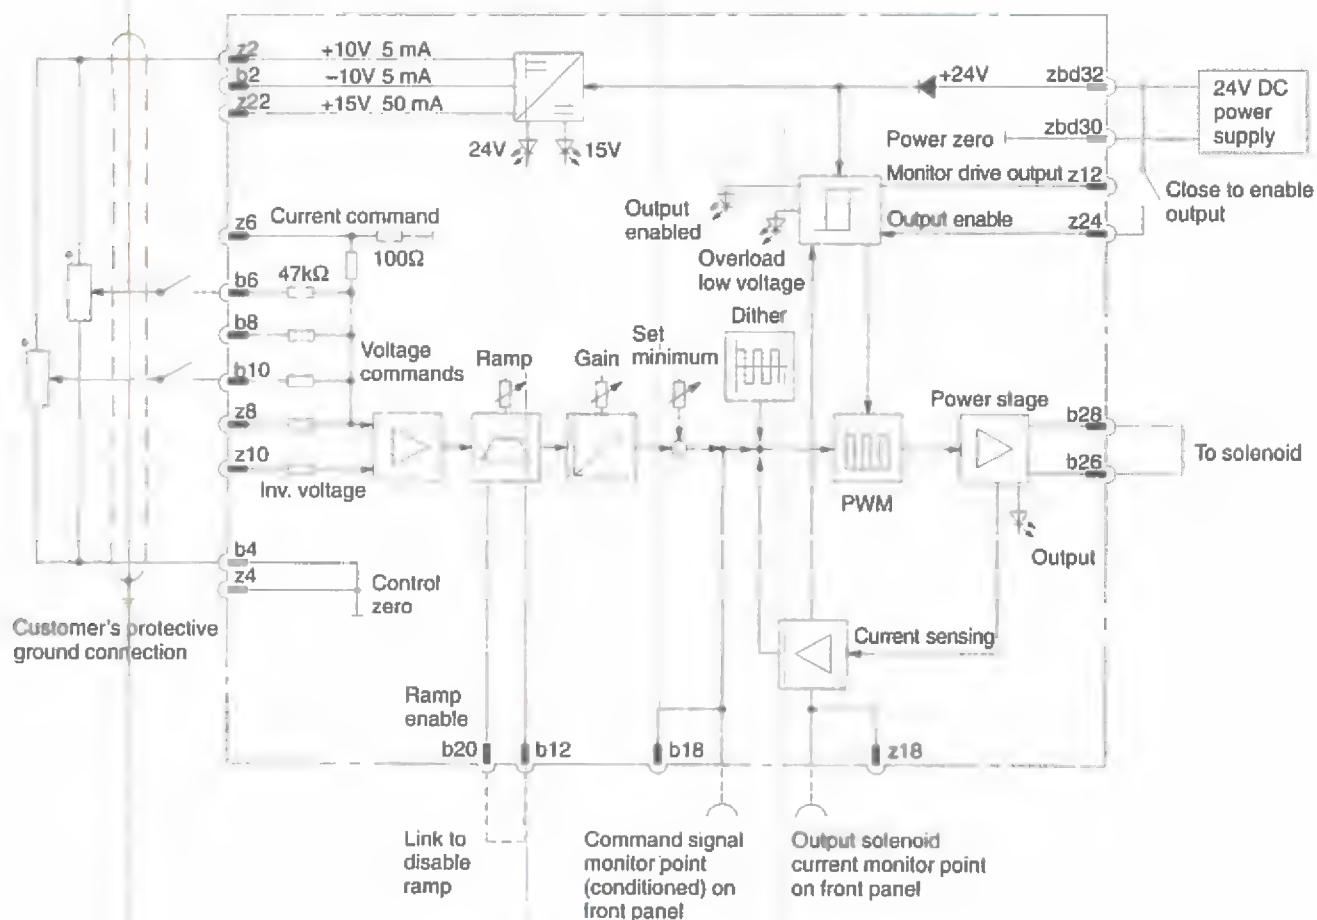 z2
+10V 5 mA
b2
−10V 5 mA
z22
+15V 50 mA
24V
15V
+24V
zbd32
24V DC
power
supply
Power zero
zbd30
Monitor drive output z12
Close to enable
output
Output
enabled
Output enable
z24
Overload
low voltage
z6
Current command
100Ω
b6
47kΩ
b8
Voltage
commands
b10
z8
z10
Inv. voltage
Ramp
Gain
Set
minimum
Dither
PWM
Power stage
b28
b26
To solenoid
Output
b4
z4
Control
zero
Customer's protective
ground connection
Current sensing
Ramp
enable
b20
b12
b18
z18
Link to
disable
ramp
Command signal
monitor point
(conditioned) on
front panel
Output solenoid
current monitor point
on front panel